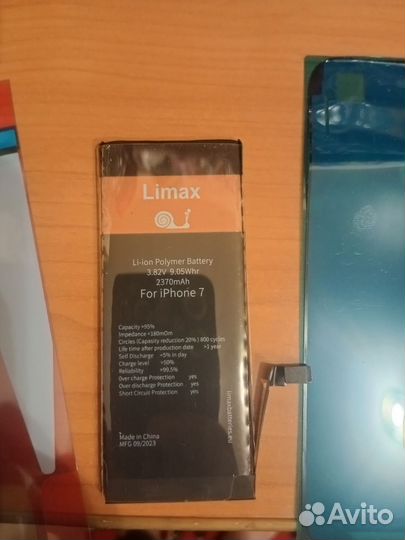 Limax
Li-ion Polymer Battery
3.82V 9.05Whr
2370mAh
For iPhone 7
Capacity >95%
Impedance <180mOm
Circles (Capacity reduction 20% ) 800 cycles
Life time after production date >1 year
Self Discharge <5% in day
Charge level >50%
Reliability >99.5%
Over charge Protection yes
Over discharge Protection yes
Short Circuit Protection yes
Made in China
MFG 09/2023
Limaxbatteries.eu
Avito